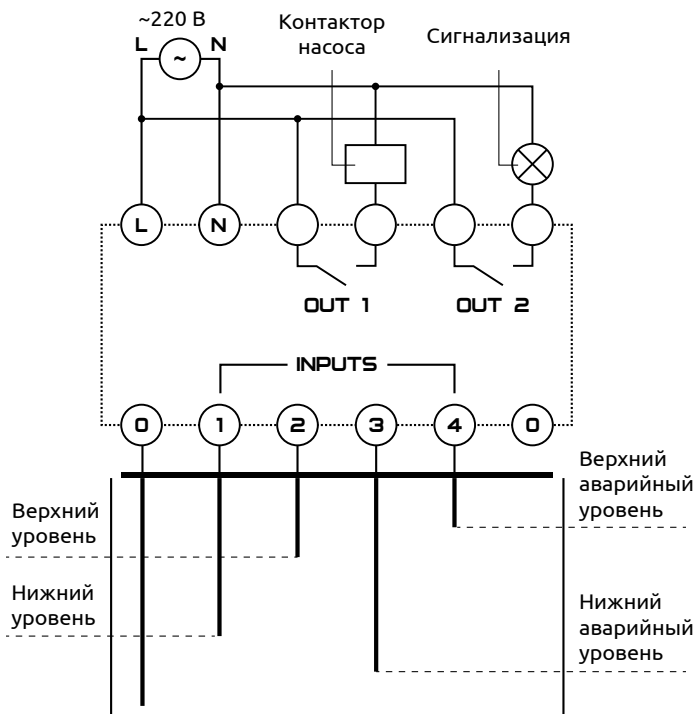 ~220 В
L N
~
Контактор
насоса
Сигнализация
L N
OUT 1 OUT 2
INPUTS
0 1 2 3 4 0
Верхний
уровень
Нижний
уровень
Верхний
аварийный
уровень
Нижний
аварийный
уровень